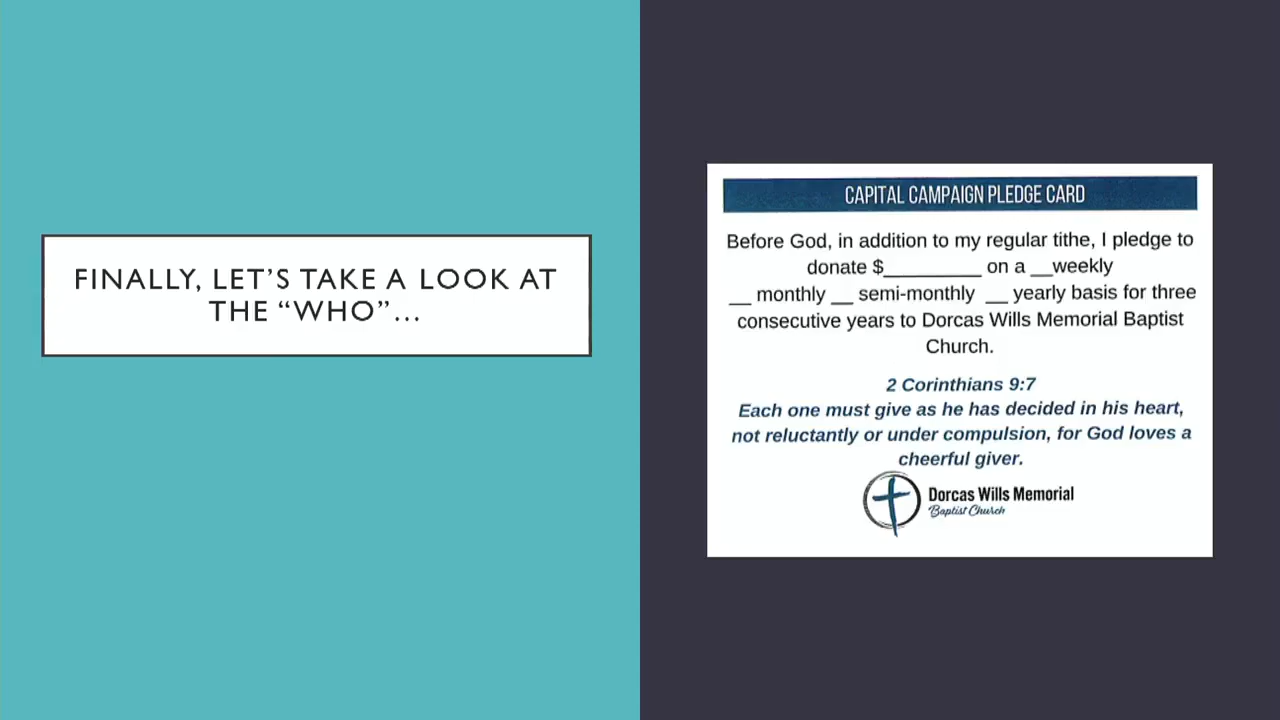 FINALLY, LET’S TAKE A LOOK AT
THE “WHO”…
CAPITAL CAMPAIGN PLEDGE CARD
Before God, in addition to my regular tithe, I pledge to
donate $_________ on a __weekly
__ monthly __ semi-monthly __ yearly basis for three
consecutive years to Dorcas Wills Memorial Baptist
Church.
2 Corinthians 9:7
Each one must give as he has decided in his heart,
not reluctantly or under compulsion, for God loves a
cheerful giver.
Dorcas Wills Memorial
Baptist Church